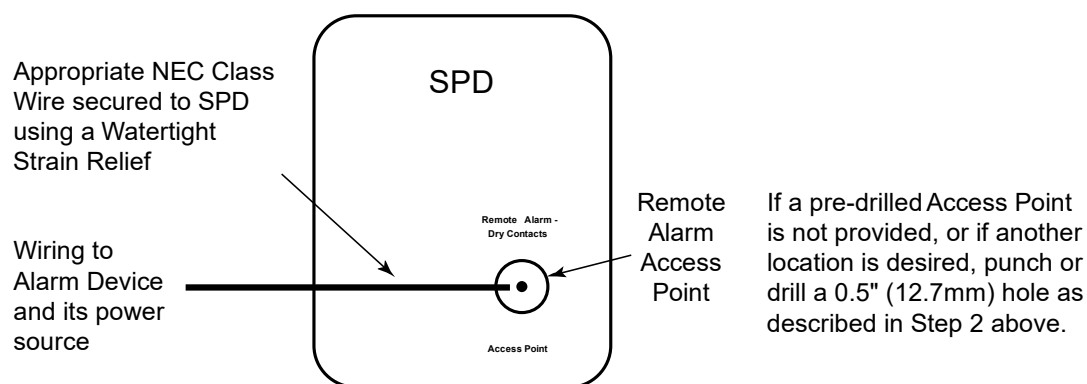 Appropriate NEC Class
Wire secured to SPD
using a Watertight
Strain Relief
SPD
Remote Alarm -
Dry Contacts
Wiring to
Alarm Device
and its power
source
Access Point
Remote
Alarm
Access
Point
If a pre-drilled Access Point
is not provided, or if another
location is desired, punch or
drill a 0.5" (12.7mm) hole as
described in Step 2 above.